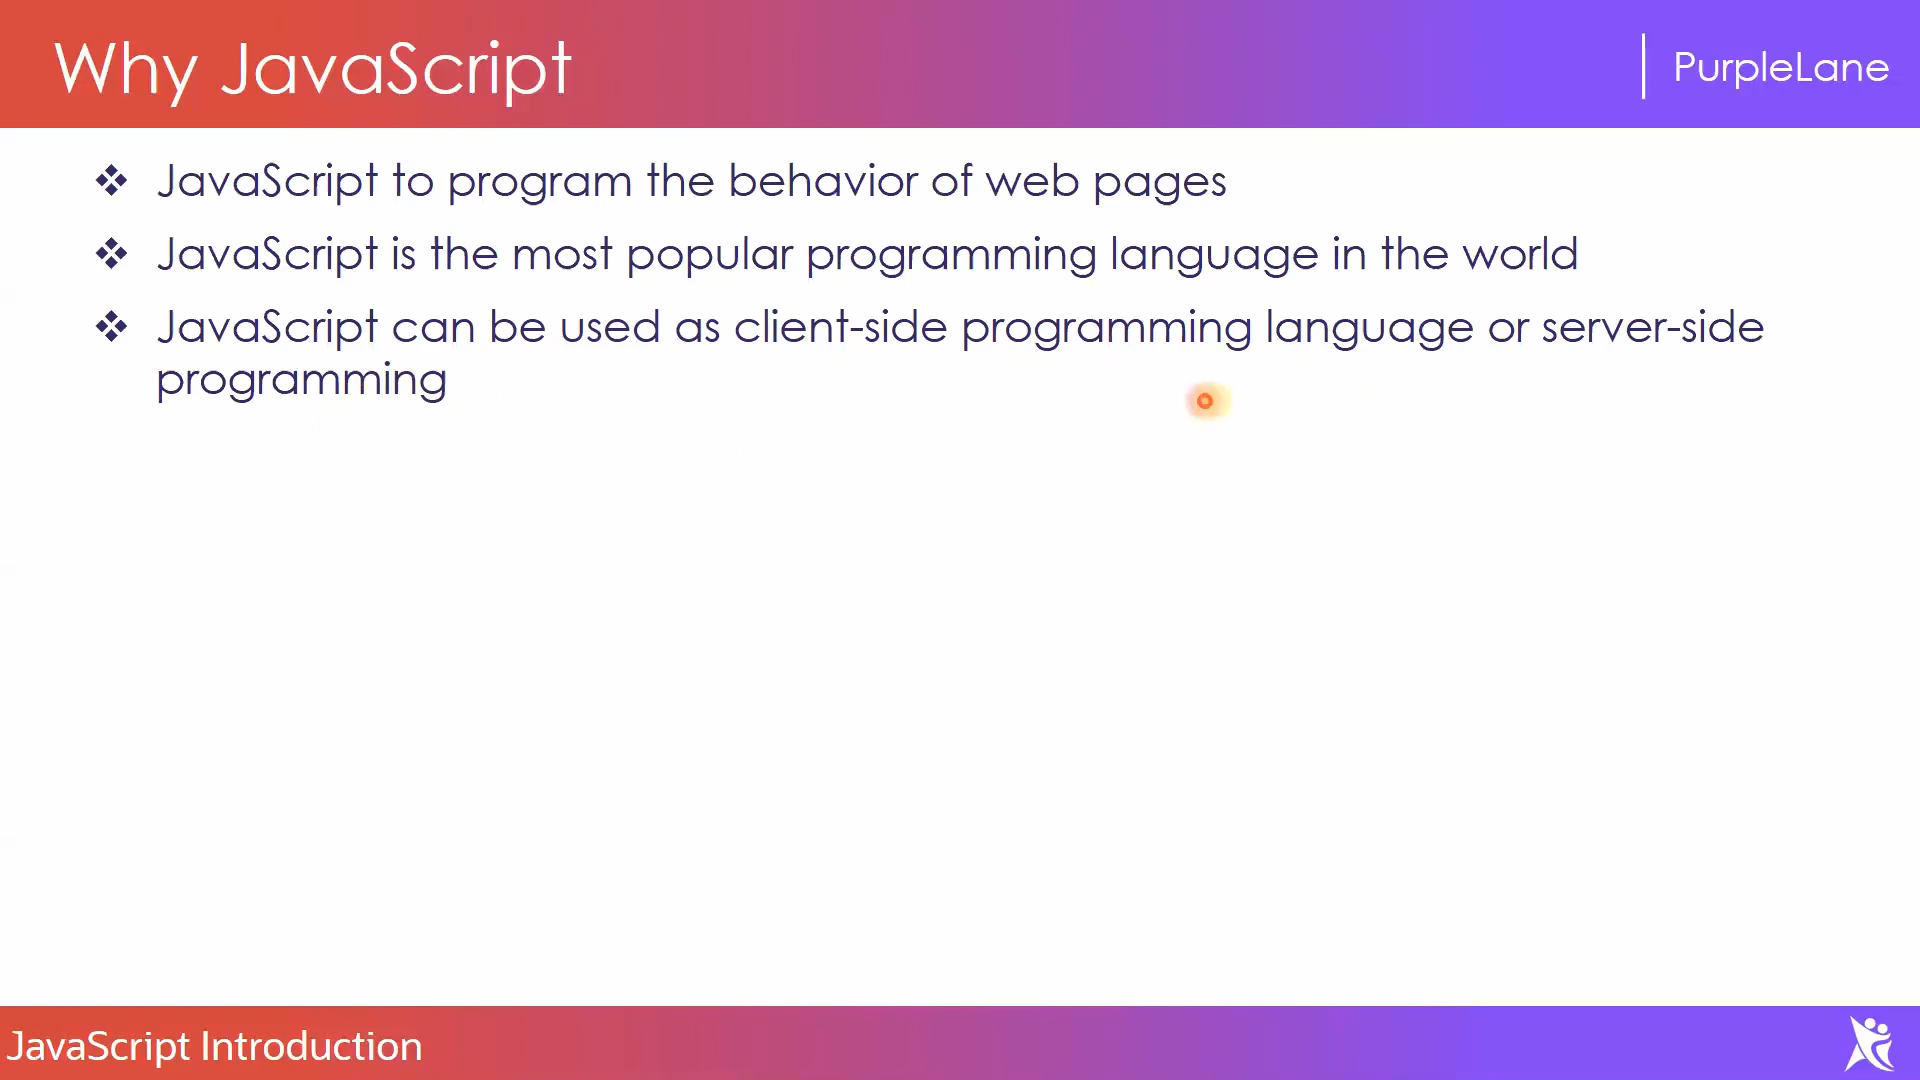 Why JavaScript
PurpleLane
❖ JavaScript to program the behavior of web pages
❖ JavaScript is the most popular programming language in the world
❖ JavaScript can be used as client-side programming language or server-side
programming
JavaScript Introduction